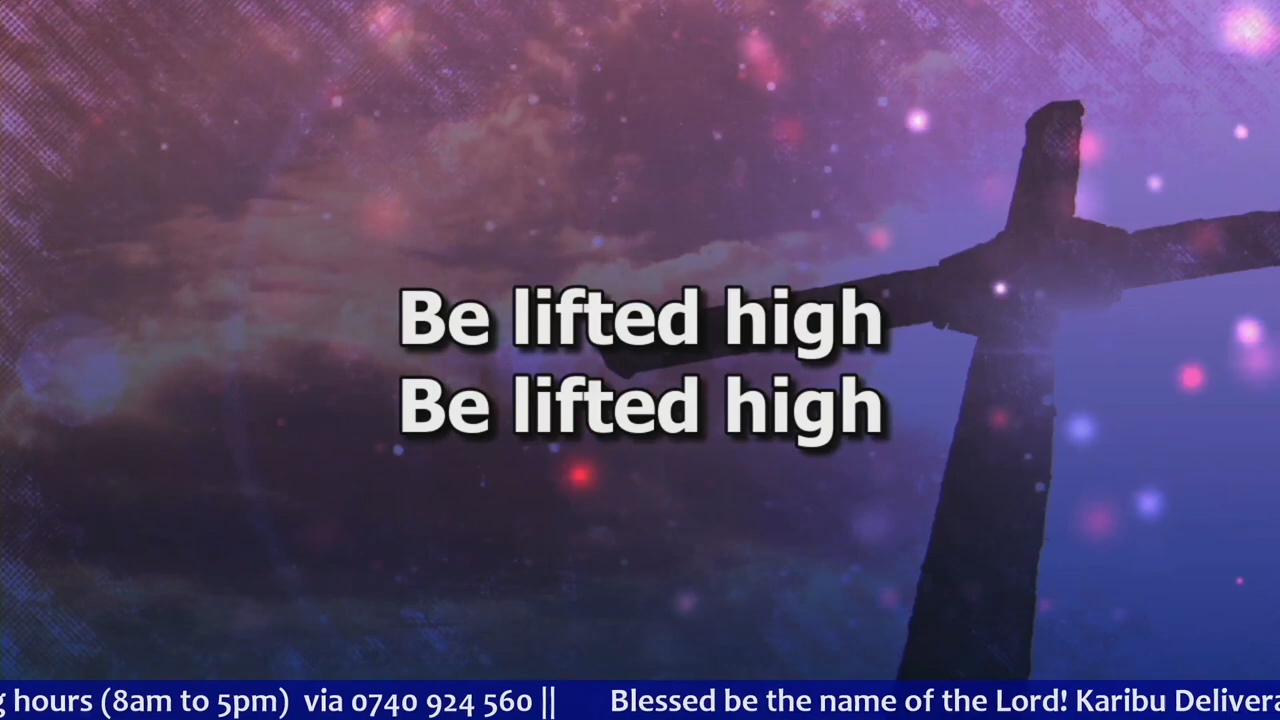 Be lifted high
Be lifted high
hours (8am to 5pm) via 0740 924 560 || Blessed be the name of the Lord! Karibu